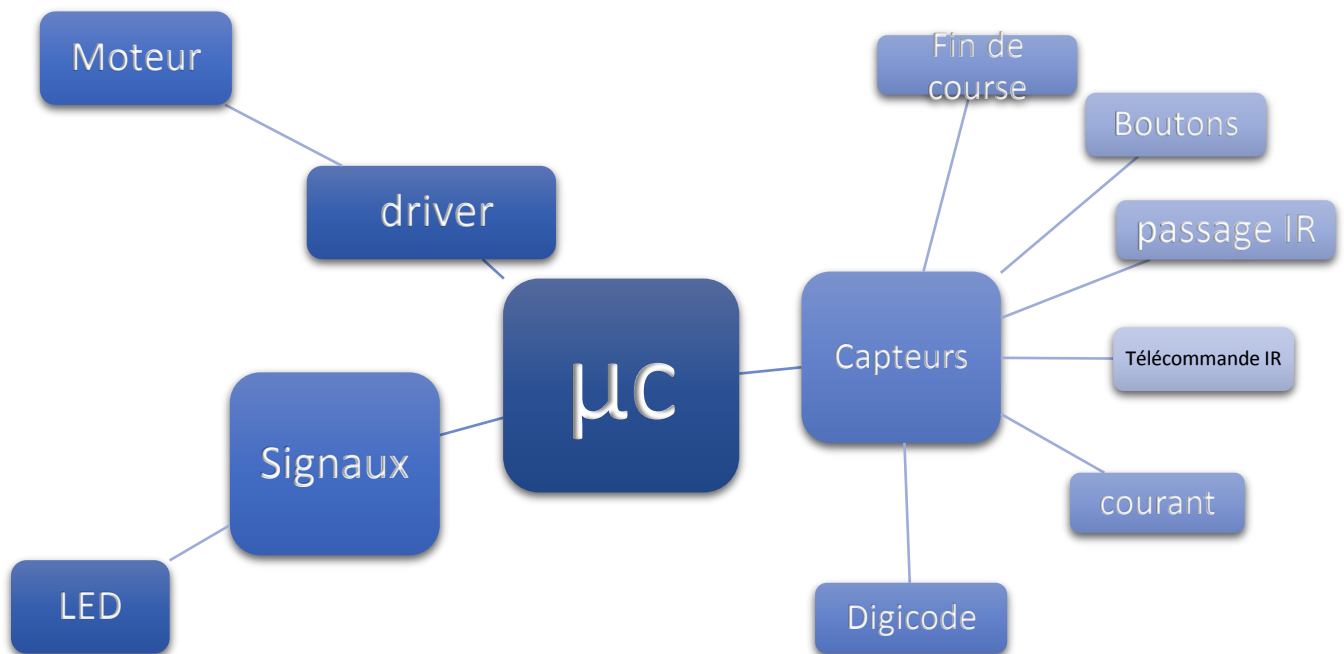 Moteur
driver
µc
Signaux
LED
Capteurs
Fin de
course
Boutons
passage IR
Télécommande IR
courant
Digicode